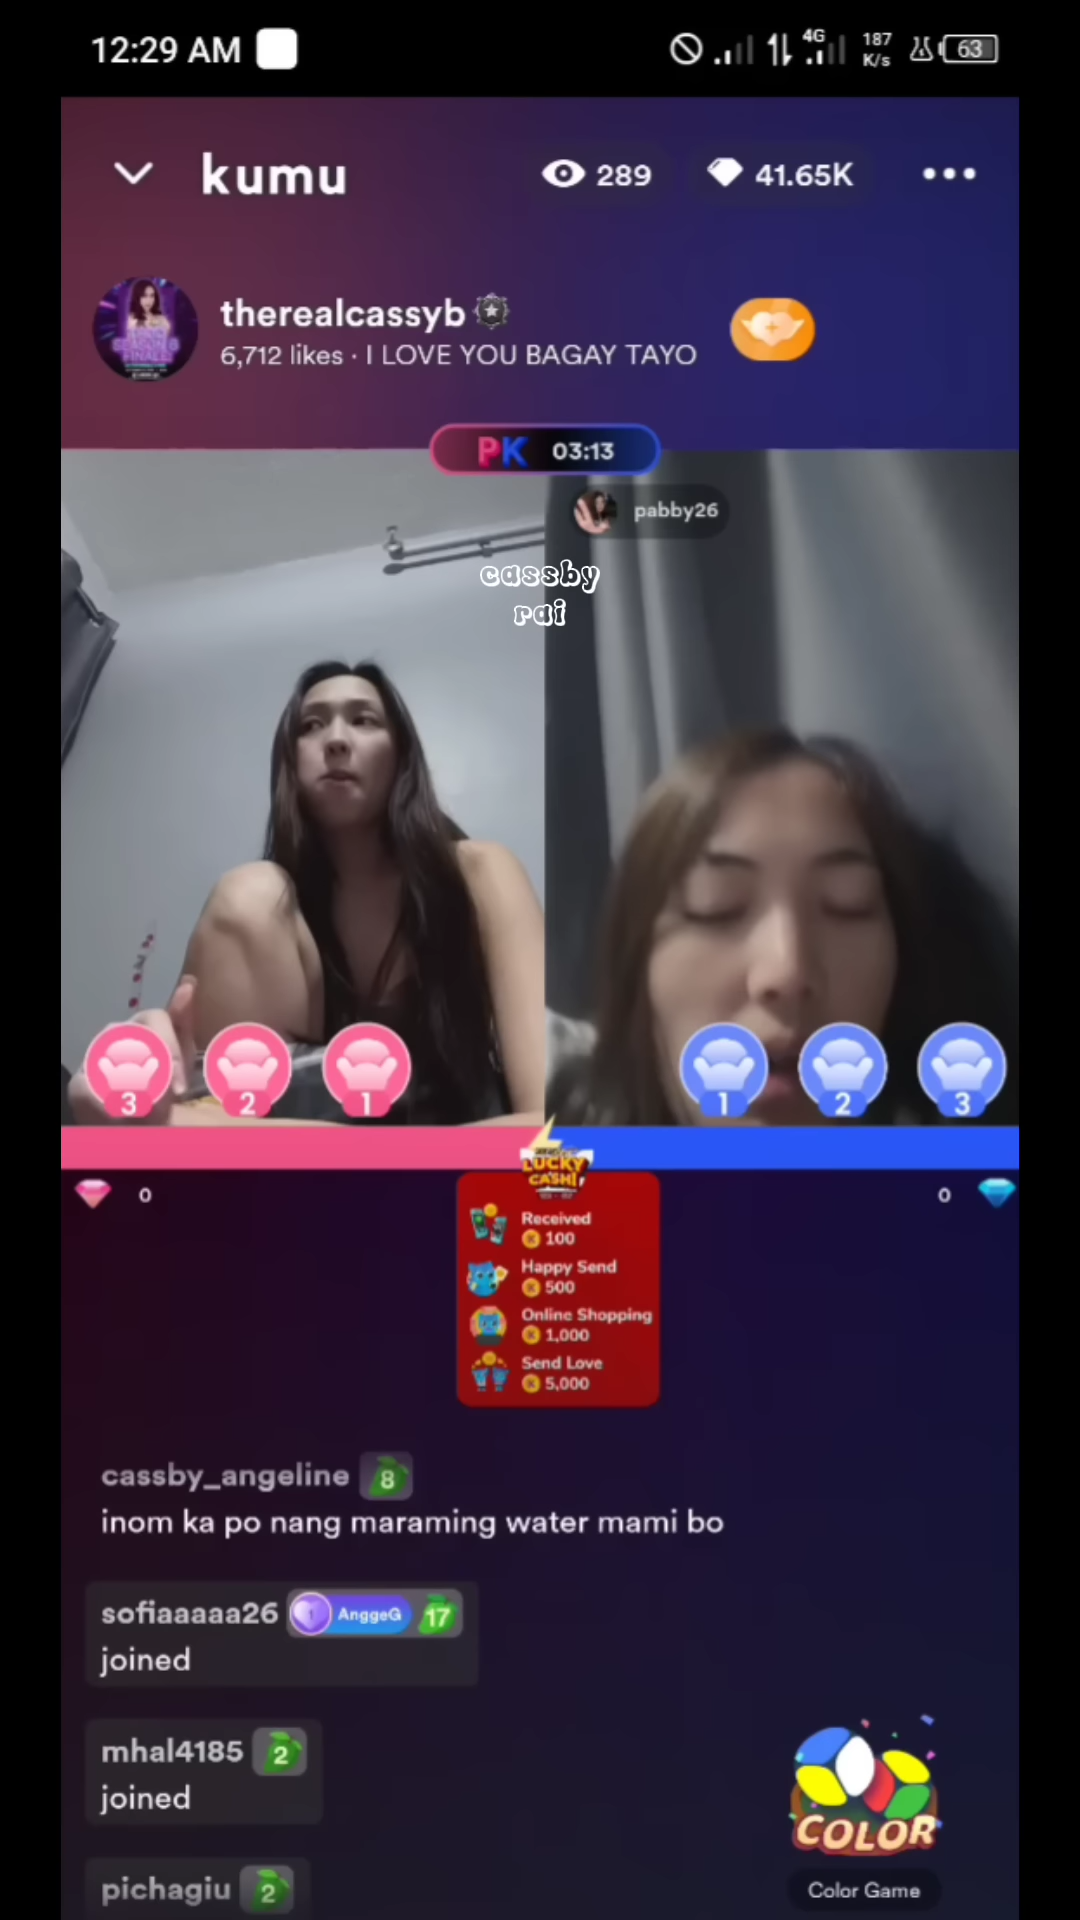 12:29 AM
4G
187
K/s
63
kumu
289
41.65K
therealcassyb
6,712 likes · I LOVE YOU BAGAY TAYO
PK 03:13
pabby26
cassby
rai
3
2
1
1
2
3
LUCKY
CASH!
0
0
Received
100
Happy Send
500
Online Shopping
1,000
Send Love
5,000
cassby_angeline 8
inom ka po nang maraming water mami bo
sofiaaaaa26 1 AnggeG 17
joined
mhal4185 2
joined
pichagiu 2
COLOR
Color Game